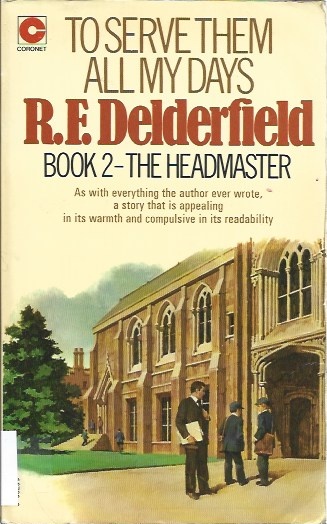 CORONET
TO SERVE THEM
ALL MY DAYS
R.F. Delderfield
BOOK 2–THE HEADMASTER
As with everything the author ever wrote,
a story that is appealing
in its warmth and compulsive in its readability